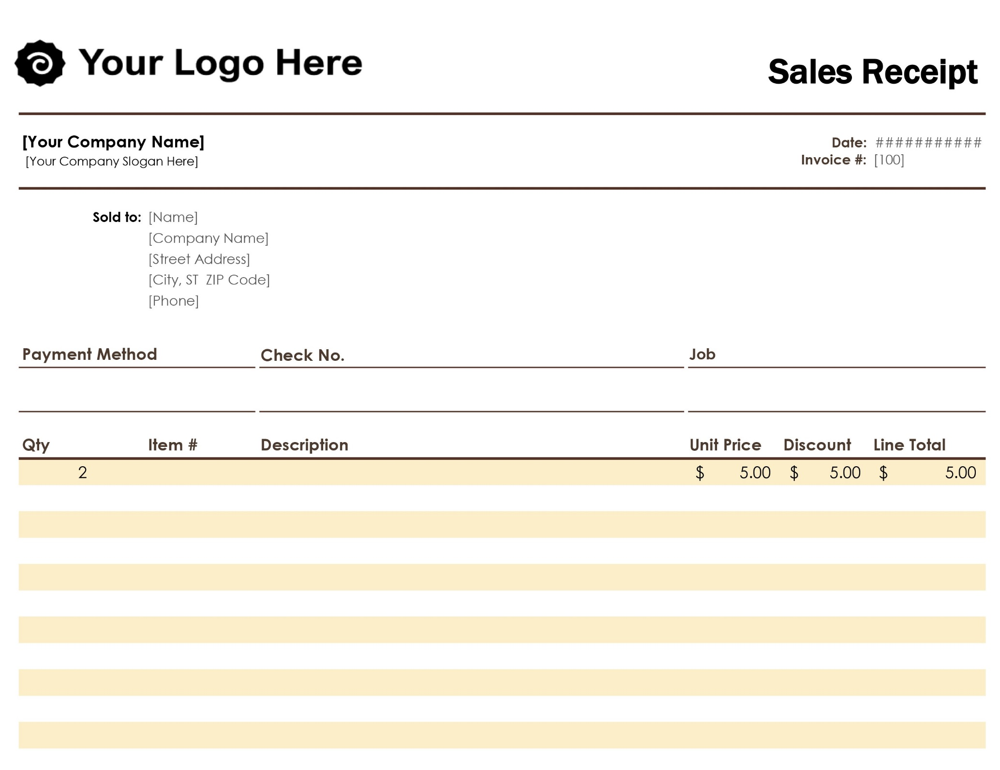 Your Logo Here
Sales Receipt
[Your Company Name] Date: ###########
[Your Company Slogan Here] Invoice #: [100]
Sold to: [Name]
[Company Name]
[Street Address]
[City, ST  ZIP Code]
[Phone]
Payment Method Check No. Job
Qty Item # Description Unit Price Discount Line Total
2 $ 5.00 $ 5.00 $ 5.00